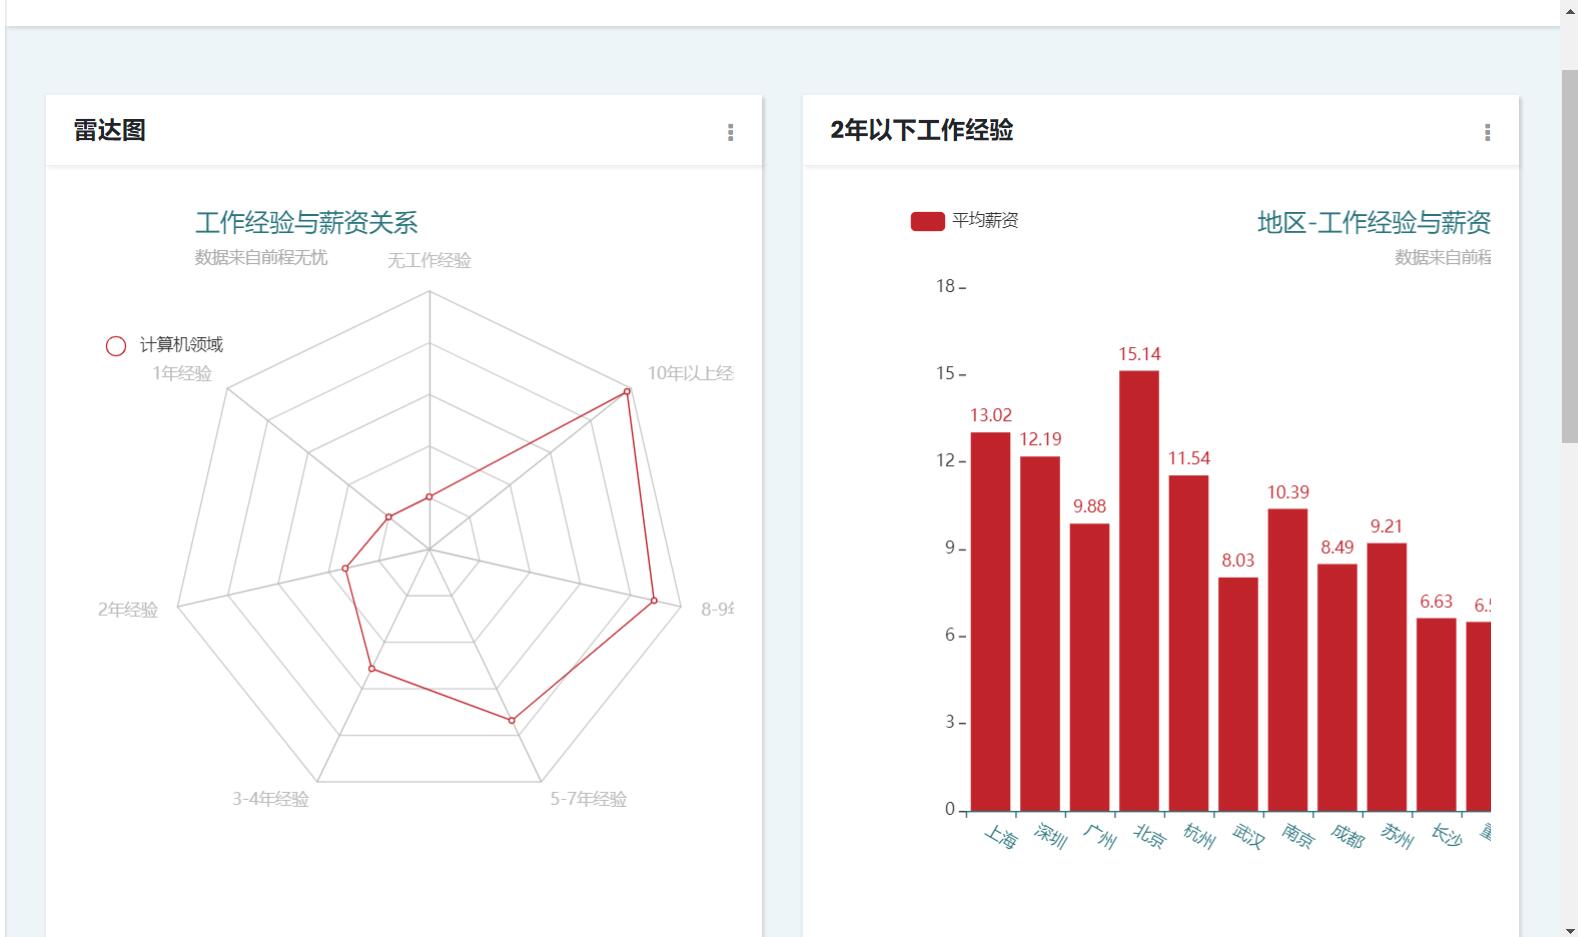 雷达图
工作经验与薪资关系
数据来自前程无忧
无工作经验
计算机领域
1年经验
10年以上经
2年经验
8-9
3-4年经验
5-7年经验
2年以下工作经验
平均薪资
地区-工作经验与薪资
数据来自前程
18
15
12
9
6
3
0
13.02
12.19
9.88
15.14
11.54
8.03
10.39
8.49
9.21
6.63
上海
深圳
广州
北京
杭州
武汉
南京
成都
苏州
长沙